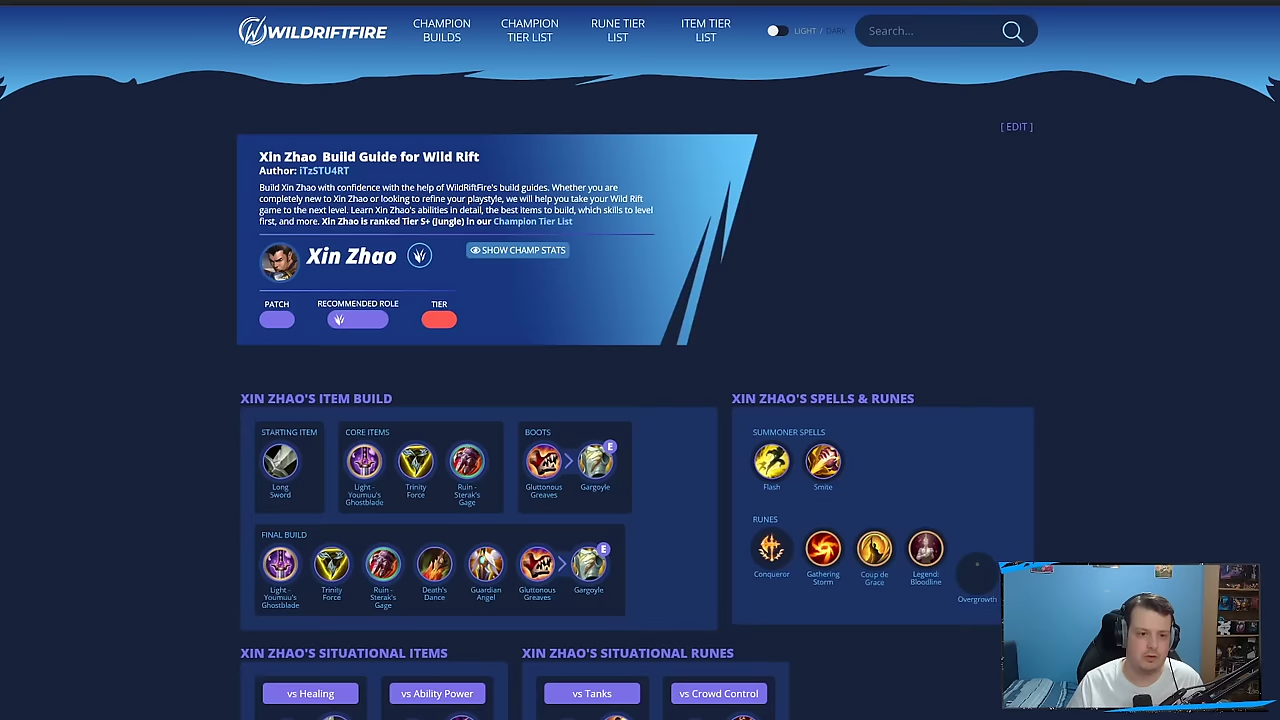 WILDRIFTFIRE
CHAMPION
BUILDS
CHAMPION
TIER LIST
RUNE TIER
LIST
ITEM TIER
LIST
LIGHT / DARK
Search...
[ EDIT ]
Xin Zhao Build Guide for Wild Rift
Author: iTzSTU4RT
Build Xin Zhao with confidence with the help of WildRiftFire's build guides. Whether you are
completely new to Xin Zhao or looking to refine your playstyle, we will help you take your Wild Rift
game to the next level. Learn Xin Zhao's abilities in detail, the best items to build, which skills to level
first, and more. Xin Zhao is ranked Tier S+ (Jungle) in our Champion Tier List
Xin Zhao
SHOW CHAMP STATS
PATCH
RECOMMENDED ROLE
TIER
XIN ZHAO'S ITEM BUILD
STARTING ITEM
Long
Sword
CORE ITEMS
Light -
Youmuu's
Ghostblade
Trinity
Force
Ruin -
Sterak's
Gage
BOOTS
Gluttonous
Greaves
E
Gargoyle
FINAL BUILD
Light -
Youmuu's
Ghostblade
Trinity
Force
Ruin -
Sterak's
Gage
Death's
Dance
Guardian
Angel
Gluttonous
Greaves
E
Gargoyle
XIN ZHAO'S SPELLS & RUNES
SUMMONER SPELLS
Flash
Smite
RUNES
Conqueror
Gathering
Storm
Coup de
Grace
Legend:
Bloodline
Overgrowth
XIN ZHAO'S SITUATIONAL ITEMS
vs Healing
vs Ability Power
XIN ZHAO'S SITUATIONAL RUNES
vs Tanks
vs Crowd Control